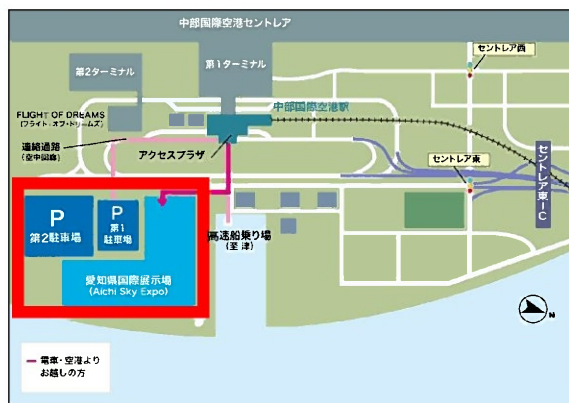 中部国際空港セントレア
セントレア西
第2ターミナル
第1ターミナル
FLIGHT OF DREAMS
(フライト・オブ・ドリームズ)
中部国際空港駅
連絡通路
(空中回廊)
アクセスプラザ
セントレア東
セントレア東IC
P
第2駐車場
P
第1
駐車場
高速船乗り場
(至 津)
愛知県国際展示場
(Aichi Sky Expo)
N
電車・空港より
お越しの方